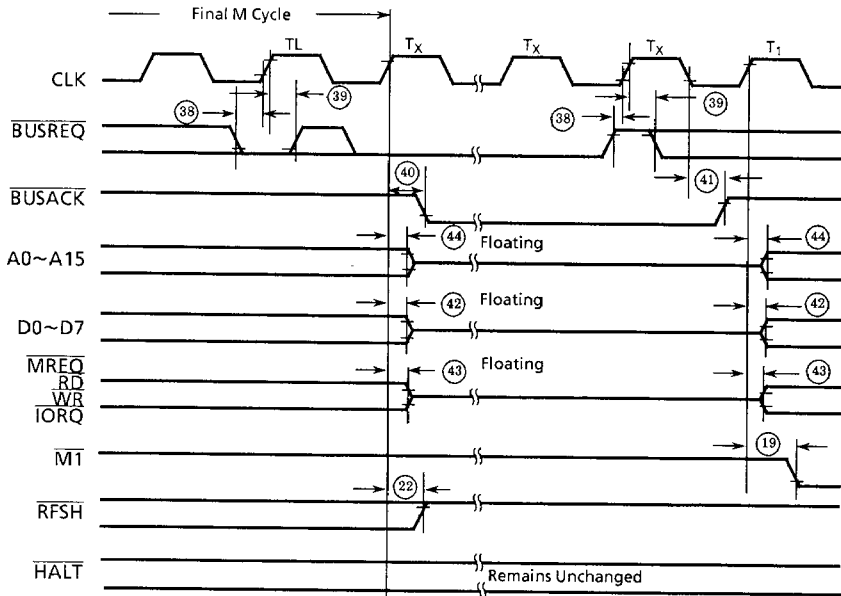 Final M Cycle
TL
TX
TX
TX
T1
CLK
38
39
38
39
BUSREQ
40
41
BUSACK
44
Floating
44
A0~A15
42
Floating
42
D0~D7
43
Floating
43
MREQ
RD
WR
IORQ
19
M1
22
RFSH
HALT
Remains Unchanged